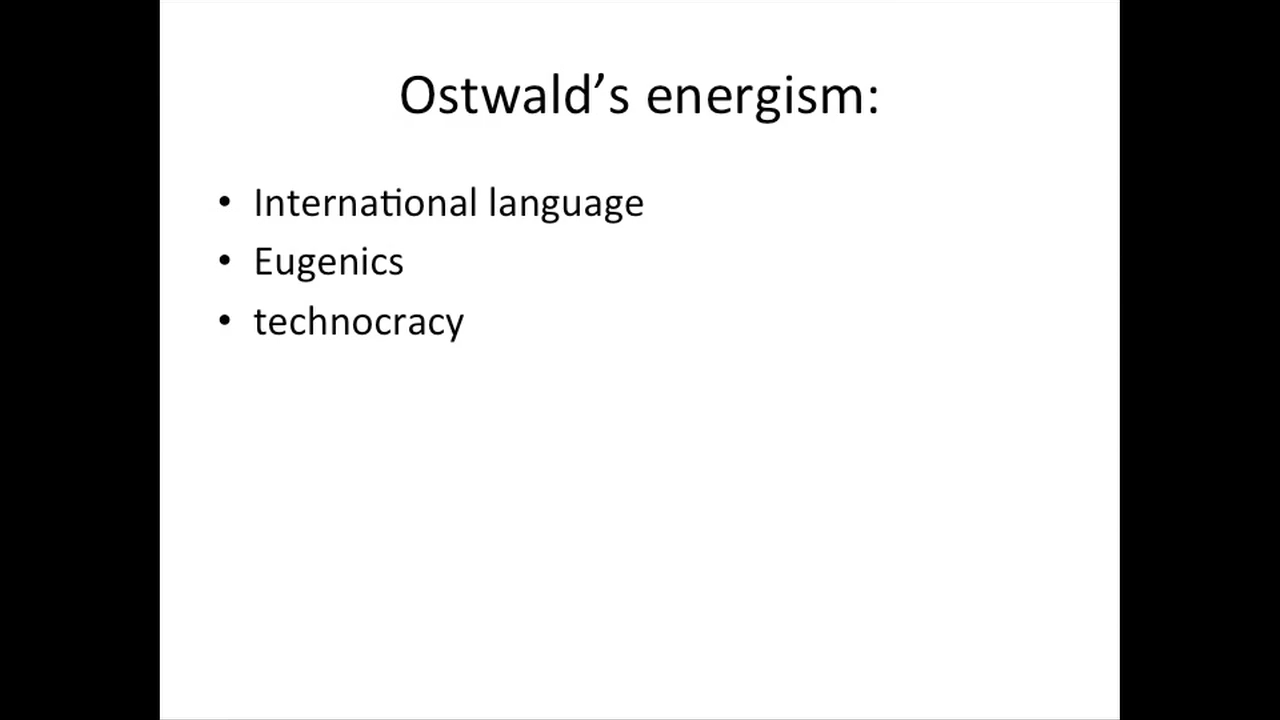 Ostwald’s energism:
• International language
• Eugenics
• technocracy